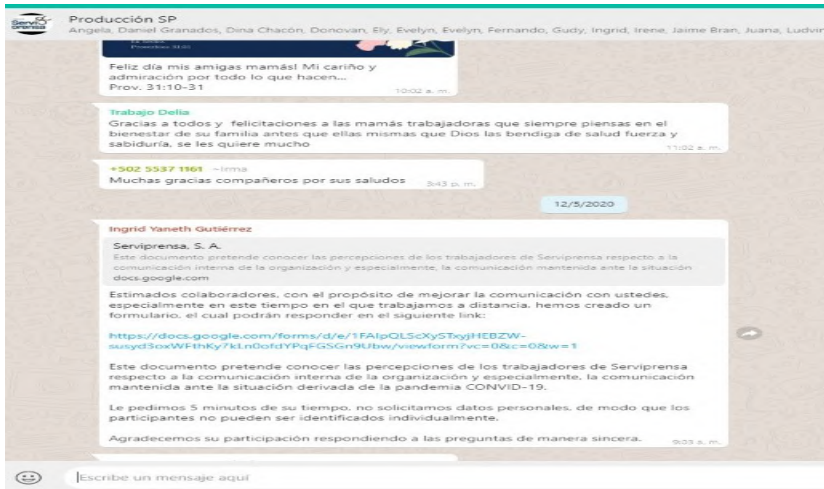 Servi
prensa
Producción SP
Angela, Daniel Granados, Dina Chacón, Donovan, Ely, Evelyn, Evelyn, Fernando, Gudy, Ingrid, Irene, Jaime Bran, Juana, Ludvin
Feliz día mis amigas mamás! Mi cariño y
admiración por todo lo que hacen...
Prov. 31:10-31
10:02 a. m.
Trabajo Delia
Gracias a todos y felicitaciones a las mamás trabajadoras que siempre piensas en el
bienestar de su familia antes que ellas mismas que Dios las bendiga de salud fuerza y
sabiduría, se les quiere mucho
11:02 a. m.
+502 5537 1161 ~Irma
Muchas gracias compañeros por sus saludos
3:43 p. m.
12/5/2020
Ingrid Yaneth Gutiérrez
Serviprensa, S. A.
Este documento pretende conocer las percepciones de los trabajadores de Serviprensa respecto a la
comunicación interna de la organización y especialmente, la comunicación mantenida ante la situación
docs.google.com
Estimados colaboradores, con el propósito de mejorar la comunicación con ustedes,
especialmente en este tiempo en el que trabajamos a distancia, hemos creado un
formulario, el cual podrán responder en el siguiente link:
https://docs.google.com/forms/d/e/1FAIpQLScXySTxyjHEBZW-
susyd3oxWFthKy7kLn0ofdYPqFGSGn9Ubw/viewform?vc=0&c=0&w=1
Este documento pretende conocer las percepciones de los trabajadores de Serviprensa
respecto a la comunicación interna de la organización y especialmente, la comunicación
mantenida ante la situación derivada de la pandemia CONVID-19.
Le pedimos 5 minutos de su tiempo, no solicitamos datos personales, de modo que los
participantes no pueden ser identificados individualmente.
Agradecemos su participación respondiendo a las preguntas de manera sincera.
9:03 a. m.
Escribe un mensaje aquí